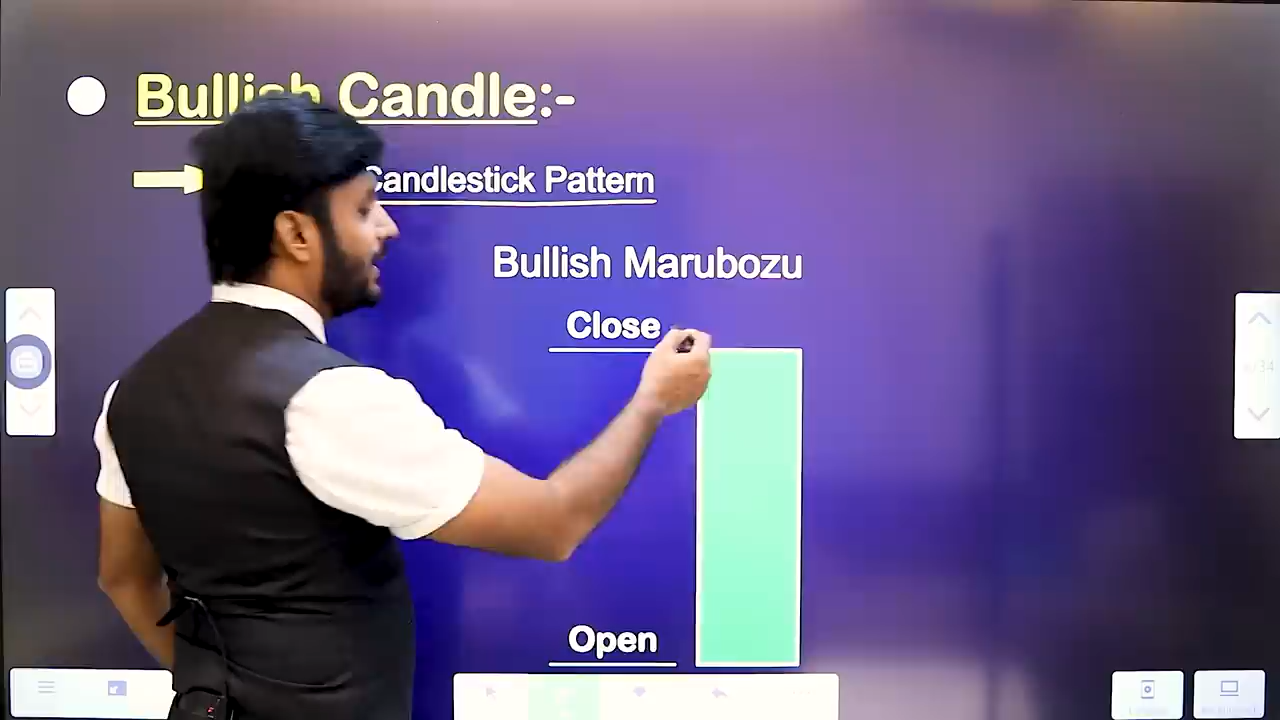 Bullish Candle:-
Candlestick Pattern
Bullish Marubozu
Close
Open